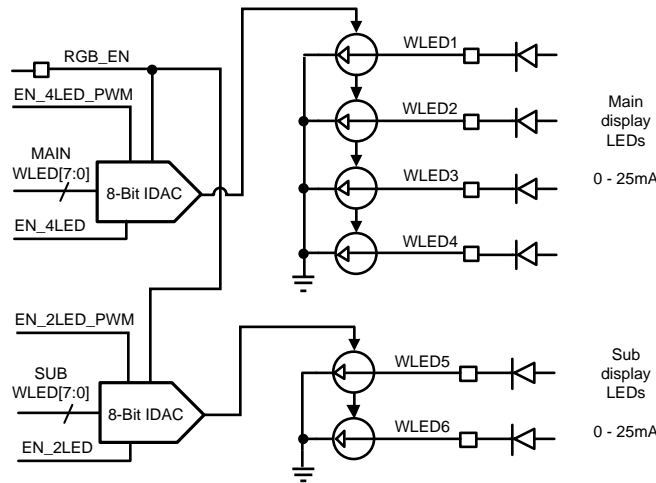 RGB_EN
EN_4LED_PWM
MAIN
WLED[7:0]
8-Bit IDAC
EN_4LED
WLED1
WLED2
WLED3
WLED4
Main
display
LEDs
0 - 25mA
EN_2LED_PWM
SUB
WLED[7:0]
8-Bit IDAC
EN_2LED
WLED5
WLED6
Sub
display
LEDs
0 - 25mA